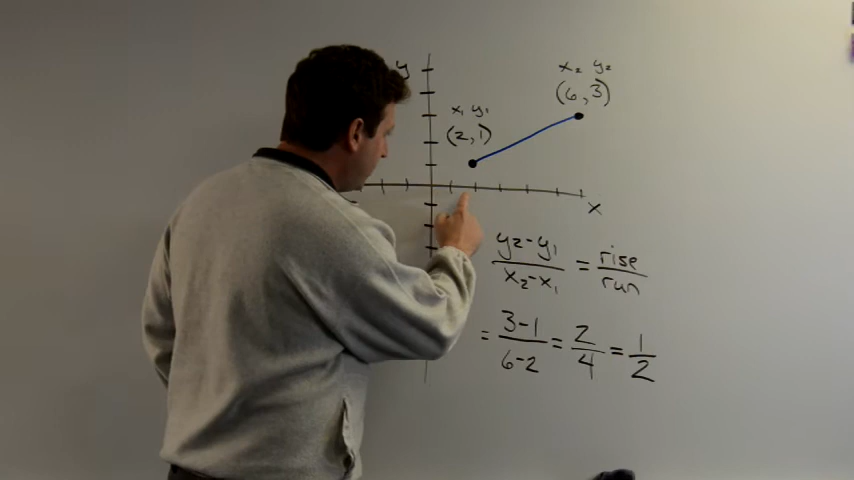 y
x₂ y₂
(6,3)
x₁ y₁
(2,1)
x
y2-y₁ / x₂-x₁ = rise / run
= 3-1 / 6-2 = 2 / 4 = 1 / 2